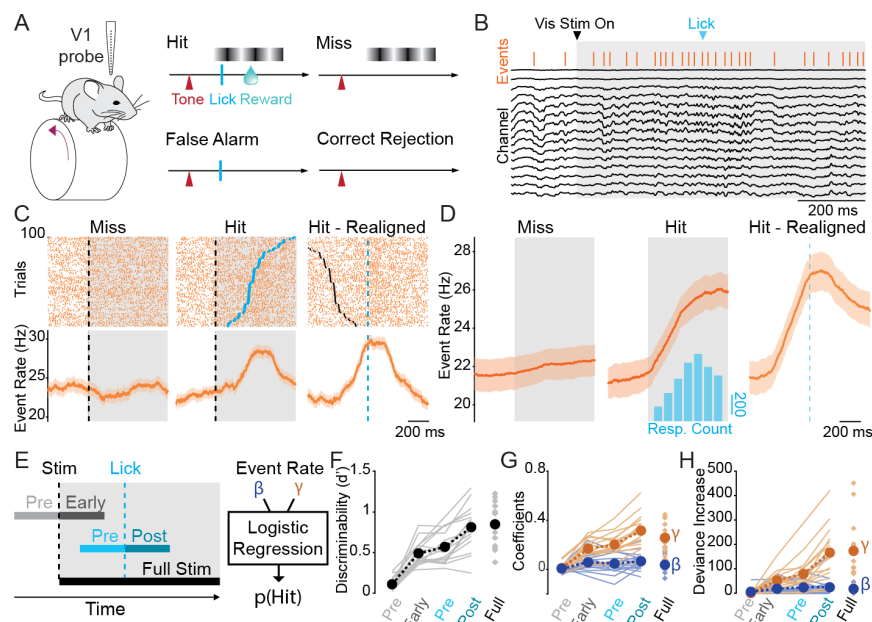 A
V1
probe
Hit
Miss
Tone Lick Reward
False Alarm
Correct Rejection
B
Vis Stim On
Lick
Events
Channel
200 ms
C
Miss
Hit
Hit - Realigned
100
Trials
Event Rate (Hz)
30
25
20
200 ms
D
Miss
Hit
Hit - Realigned
Event Rate (Hz)
28
26
24
22
20
200
Resp. Count
200 ms
E
Stim
Lick
Pre
Early
Pre
Post
Full Stim
Time
Event Rate
β γ
Logistic
Regression
p(Hit)
F
Discriminability (d')
1.5
1
0.5
0
Pre
Early
Pre
Post
Full
G
Coefficients
0.8
0.4
0
γ
β
Pre
Early
Pre
Post
Full
H
Deviance Increase
500
400
300
200
100
0
γ
β
Pre
Early
Pre
Post
Full